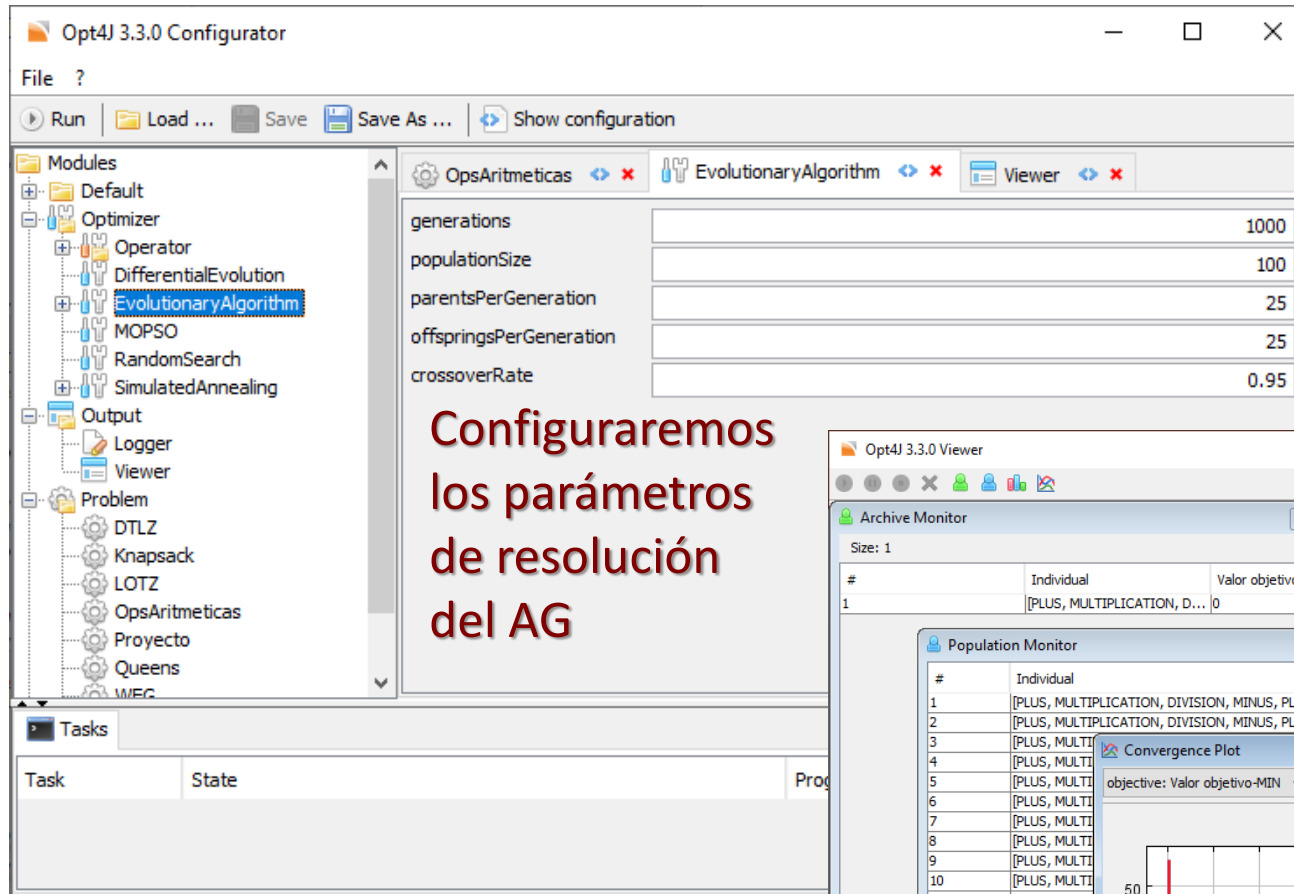 Opt4J 3.3.0 Configurator
File ?
Run Load ... Save Save As ... Show configuration
Modules
Default
Optimizer
Operator
DifferentialEvolution
EvolutionaryAlgorithm
MOPSO
RandomSearch
SimulatedAnnealing
Output
Logger
Viewer
Problem
DTLZ
Knapsack
LOTZ
OpsAritmeticas
Proyecto
Queens
WFG
OpsAritmeticas EvolutionaryAlgorithm Viewer
generations 1000
populationSize 100
parentsPerGeneration 25
offspringsPerGeneration 25
crossoverRate 0.95
Configuraremos
los parámetros
de resolución
del AG
Tasks
Task State Prog
Opt4J 3.3.0 Viewer
Archive Monitor
Size: 1
# Individual Valor objetivo
1 [PLUS, MULTIPLICATION, D... 0
Population Monitor
# Individual
1 [PLUS, MULTIPLICATION, DIVISION, MINUS, PL
2 [PLUS, MULTIPLICATION, DIVISION, MINUS, PL
3 [PLUS, MULTI
4 [PLUS, MULTI
5 [PLUS, MULTI
6 [PLUS, MULTI
7 [PLUS, MULTI
8 [PLUS, MULTI
9 [PLUS, MULTI
10 [PLUS, MULTI
Convergence Plot
objective: Valor objetivo-MIN
50